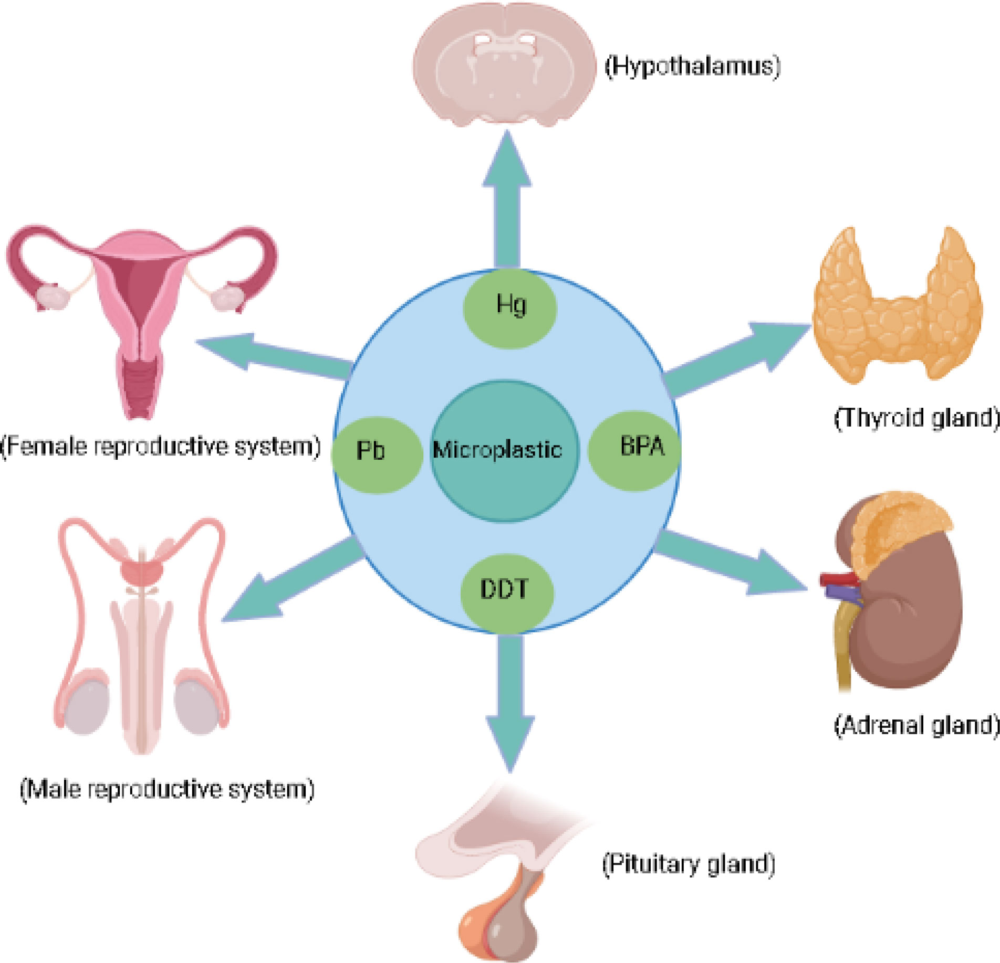 (Hypothalamus)
Hg
(Thyroid gland)
(Female reproductive system)
Pb
Microplastic
BPA
DDT
(Adrenal gland)
(Male reproductive system)
(Pituitary gland)